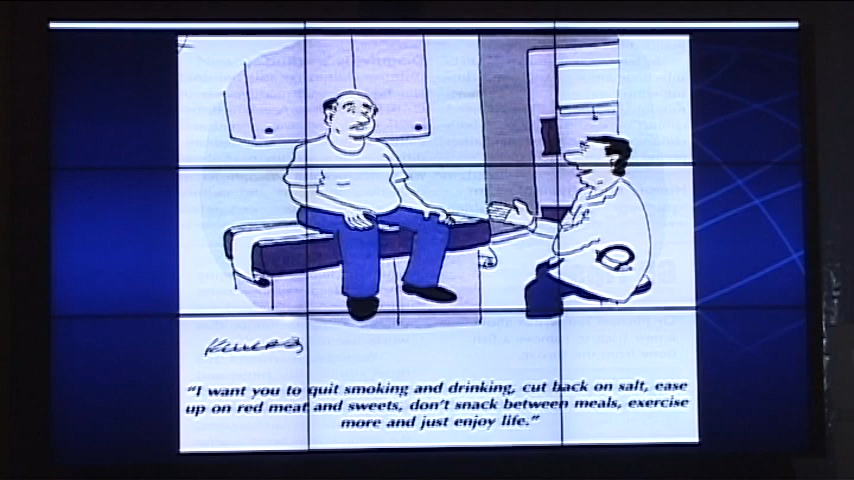 "I want you to quit smoking and drinking, cut back on salt, ease
up on red meat and sweets, don't snack between meals, exercise
more and just enjoy life."